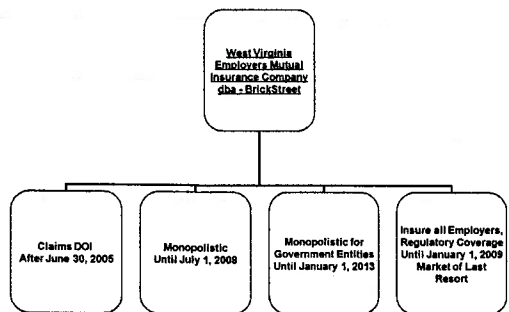 West Virginia
Employers Mutual
Insurance Company
dba - BrickStreet
Claims DOI
After June 30, 2005
Monopolistic
Until July 1, 2008
Monopolistic for
Government Entities
Until January 1, 2013
Insure all Employers,
Regulatory Coverage
Until January 1, 2009
Market of Last
Resort